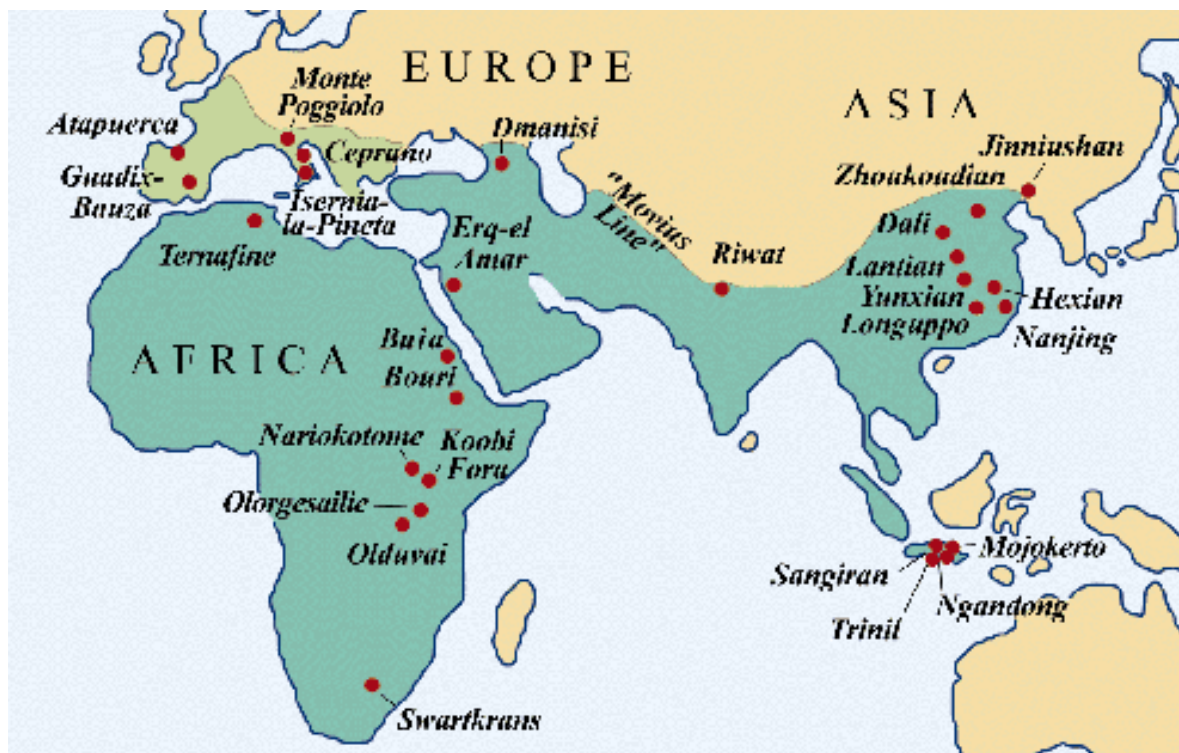 EUROPE
ASIA
Monte
Poggiolo
Atapuerca
Guadix-
Bauza
Ceprano
Isernia-
la-Pincta
Dmanisi
Jinniushan
Zhoukoudian
"Movius
Line"
Ternafine
Erq-el
Amar
Riwat
Dali
Lantian
Yunxian
Longuppo
Hexian
Nanjing
AFRICA
Buia
Bouri
Nariokotome
Koobi
Fora
Olorgesailie
Olduvai
Mojokerto
Sangiran
Ngandong
Trinil
Swartkrans